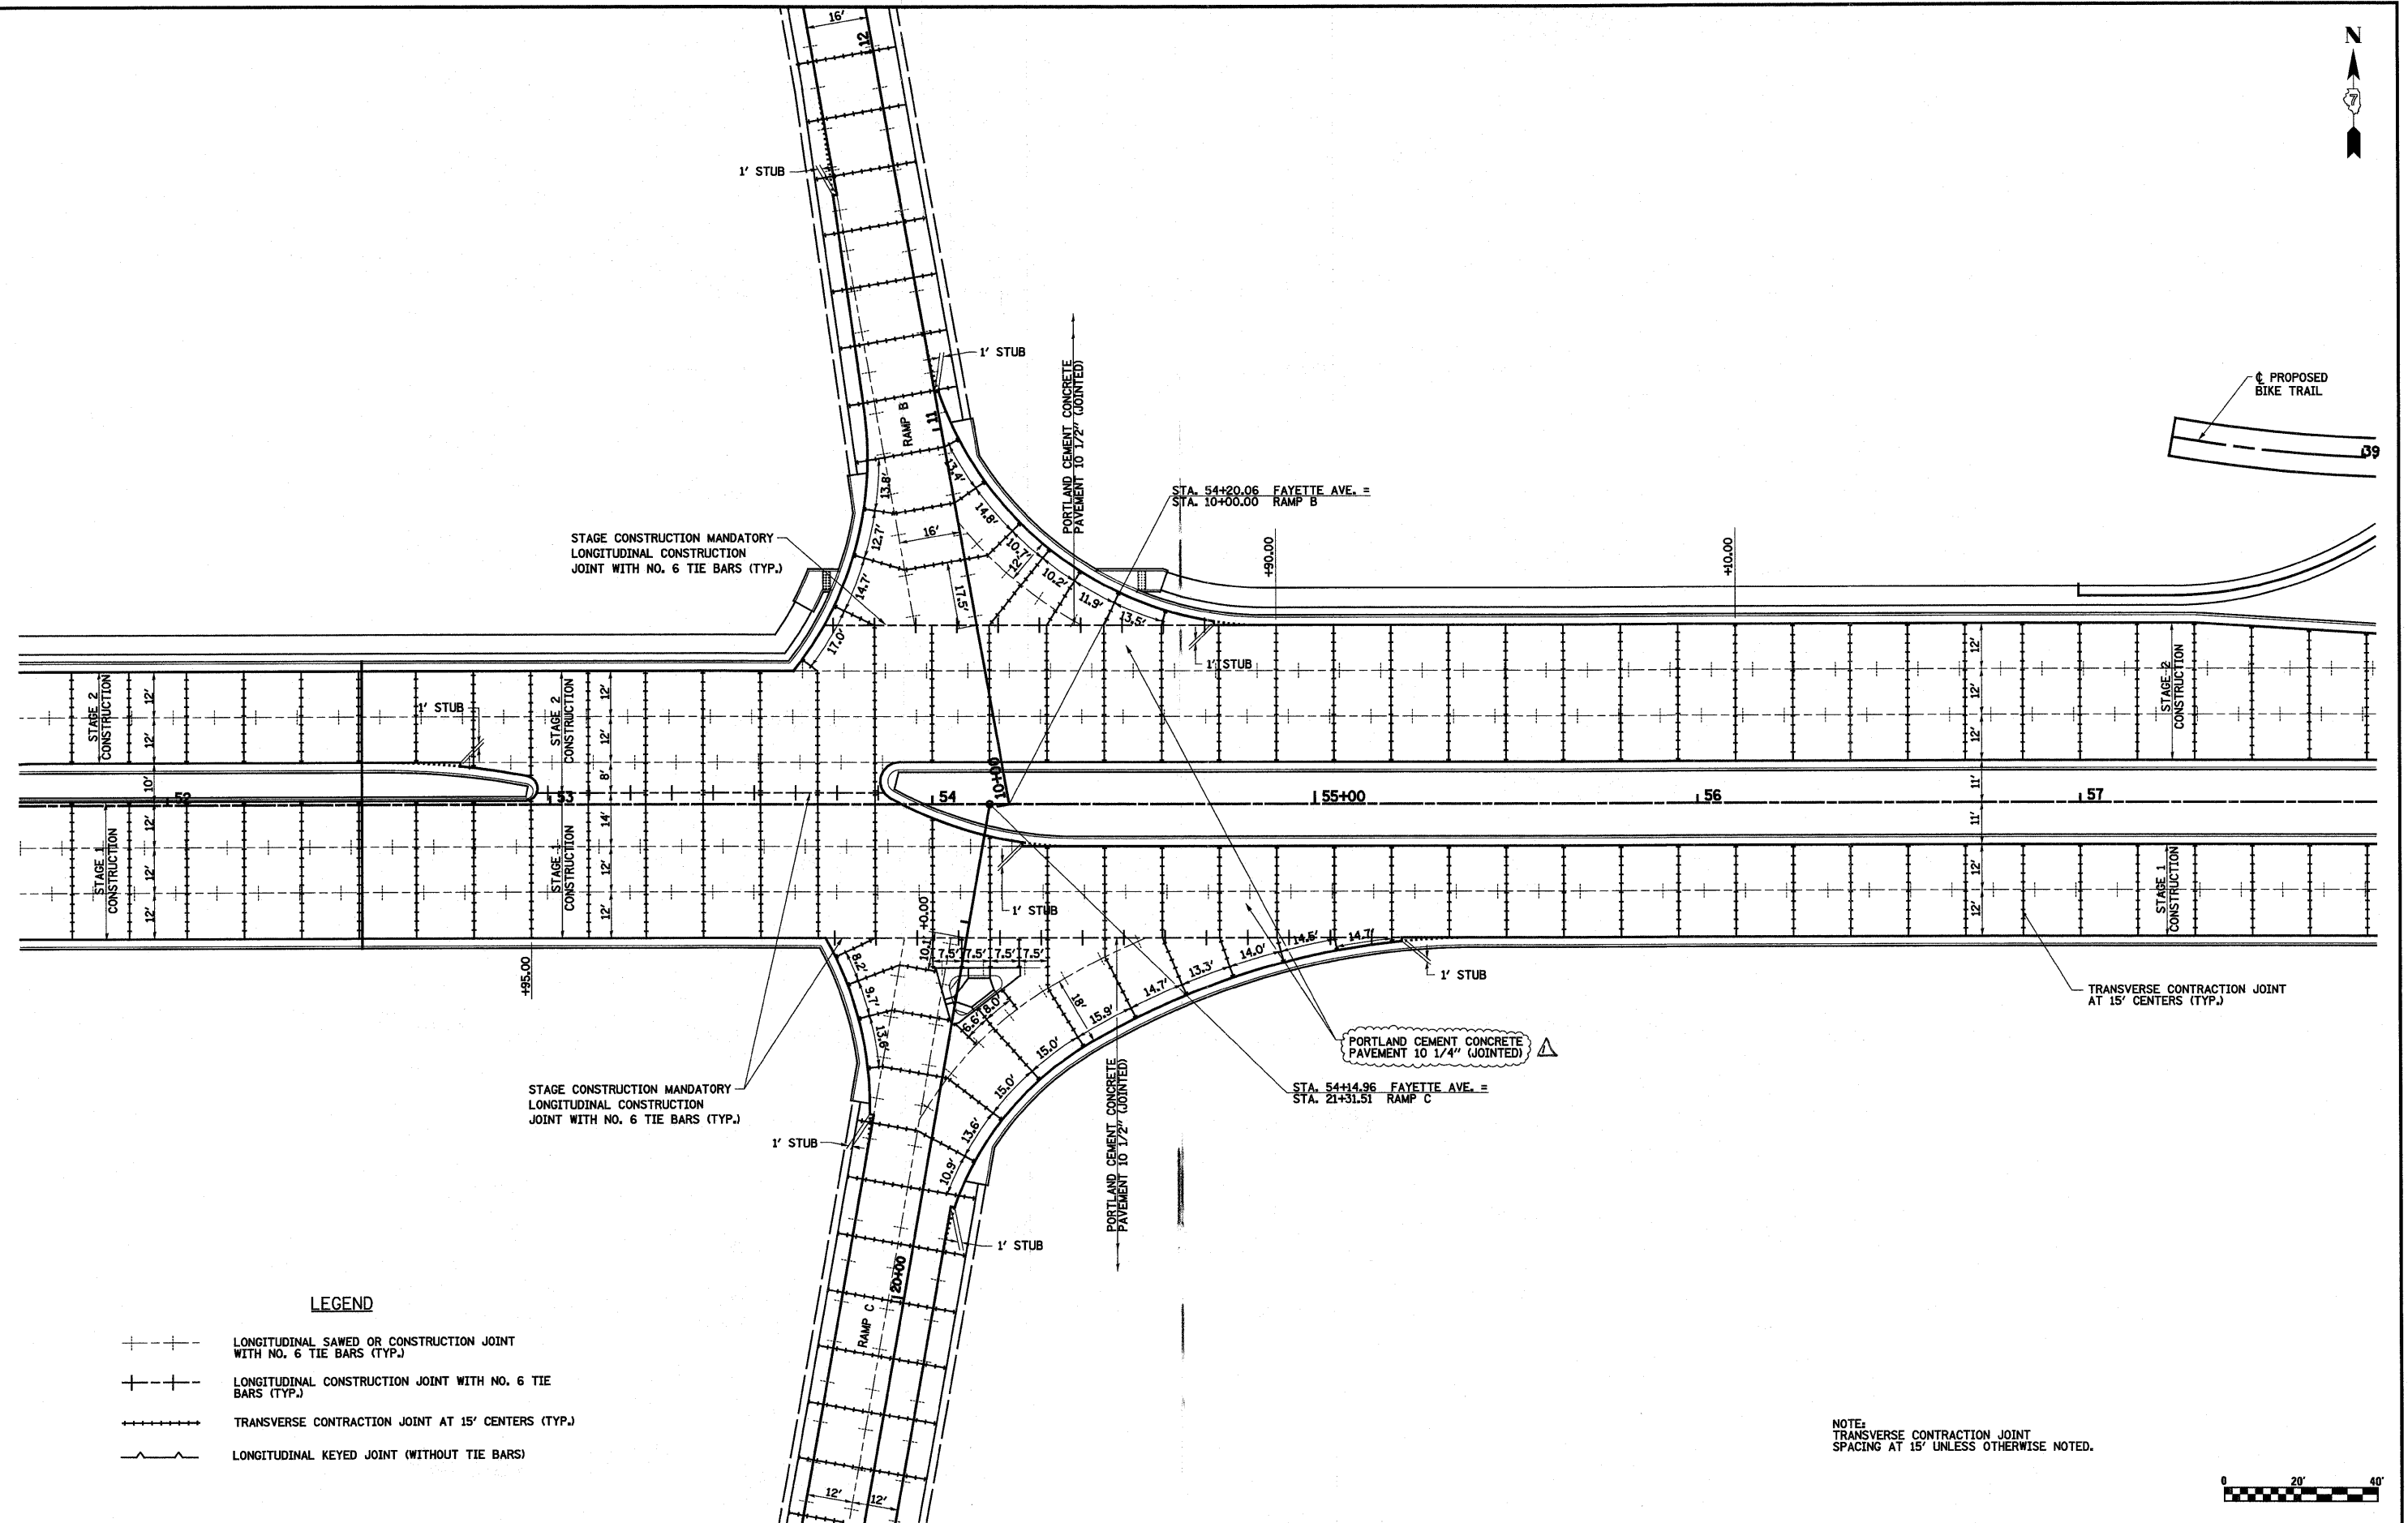 16'
12
N
7
1' STUB
1' STUB
PORTLAND CEMENT CONCRETE
PAVEMENT 10 1/2" (JOINTED)
℄ PROPOSED
BIKE TRAIL
39
RAMP B
11
13.4'
13.8'
14.8'
STA. 54+20.06 FAYETTE AVE. =
STA. 10+00.00 RAMP B
STAGE CONSTRUCTION MANDATORY
LONGITUDINAL CONSTRUCTION
JOINT WITH NO. 6 TIE BARS (TYP.)
12.7'
16'
10.7'
12'
10.2'
11.9'
13.5'
14.7'
17.5'
17.0'
+90.00
+10.00
1' STUB
STAGE 2
CONSTRUCTION
12'
12'
1' STUB
STAGE 2
CONSTRUCTION
12'
12'
8'
12'
12'
12'
STAGE 2
CONSTRUCTION
10'
52
53
54
10+00
55+00
56
57
11'
11'
STAGE 1
CONSTRUCTION
12'
12'
12'
STAGE
CONSTRUCTION
14'
12'
12'
12'
12'
STAGE 1
CONSTRUCTION
1' STUB
+95.00
10.1'
+0.00
7.5'
7.5'
7.5'
7.5'
8.2'
9.7'
13.6'
6.6'
8.0'
18'
15.9'
14.7'
13.3'
14.0'
14.5'
14.7'
1' STUB
15.0'
15.0'
13.6'
10.9'
TRANSVERSE CONTRACTION JOINT
AT 15' CENTERS (TYP.)
PORTLAND CEMENT CONCRETE
PAVEMENT 10 1/4" (JOINTED)
STAGE CONSTRUCTION MANDATORY
LONGITUDINAL CONSTRUCTION
JOINT WITH NO. 6 TIE BARS (TYP.)
STA. 54+14.96 FAYETTE AVE. =
STA. 21+31.51 RAMP C
1' STUB
PORTLAND CEMENT CONCRETE
PAVEMENT 10 1/2" (JOINTED)
1' STUB
20+00
RAMP C
12'
12'
LEGEND
LONGITUDINAL SAWED OR CONSTRUCTION JOINT
WITH NO. 6 TIE BARS (TYP.)
LONGITUDINAL CONSTRUCTION JOINT WITH NO. 6 TIE
BARS (TYP.)
TRANSVERSE CONTRACTION JOINT AT 15' CENTERS (TYP.)
LONGITUDINAL KEYED JOINT (WITHOUT TIE BARS)
NOTE:
TRANSVERSE CONTRACTION JOINT
SPACING AT 15' UNLESS OTHERWISE NOTED.
0 20' 40'